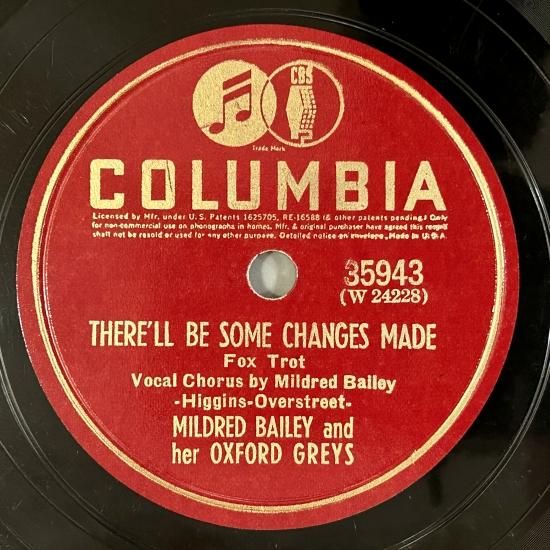 CBS
Trade Mark
COLUMBIA
Licensed by Mfr. under U.S. Patents 1625705, RE-16588 (& other patents pending) Only
for non-commercial use on phonographs in homes. Mfr. & original purchaser have agreed this record
shall not be resold or used for any other purpose. Detailed notice on envelope. Made in U.S.A.
35943
(W 24228)
THERE'LL BE SOME CHANGES MADE
Fox Trot
Vocal Chorus by Mildred Bailey
-Higgins-Overstreet-
MILDRED BAILEY and
her OXFORD GREYS